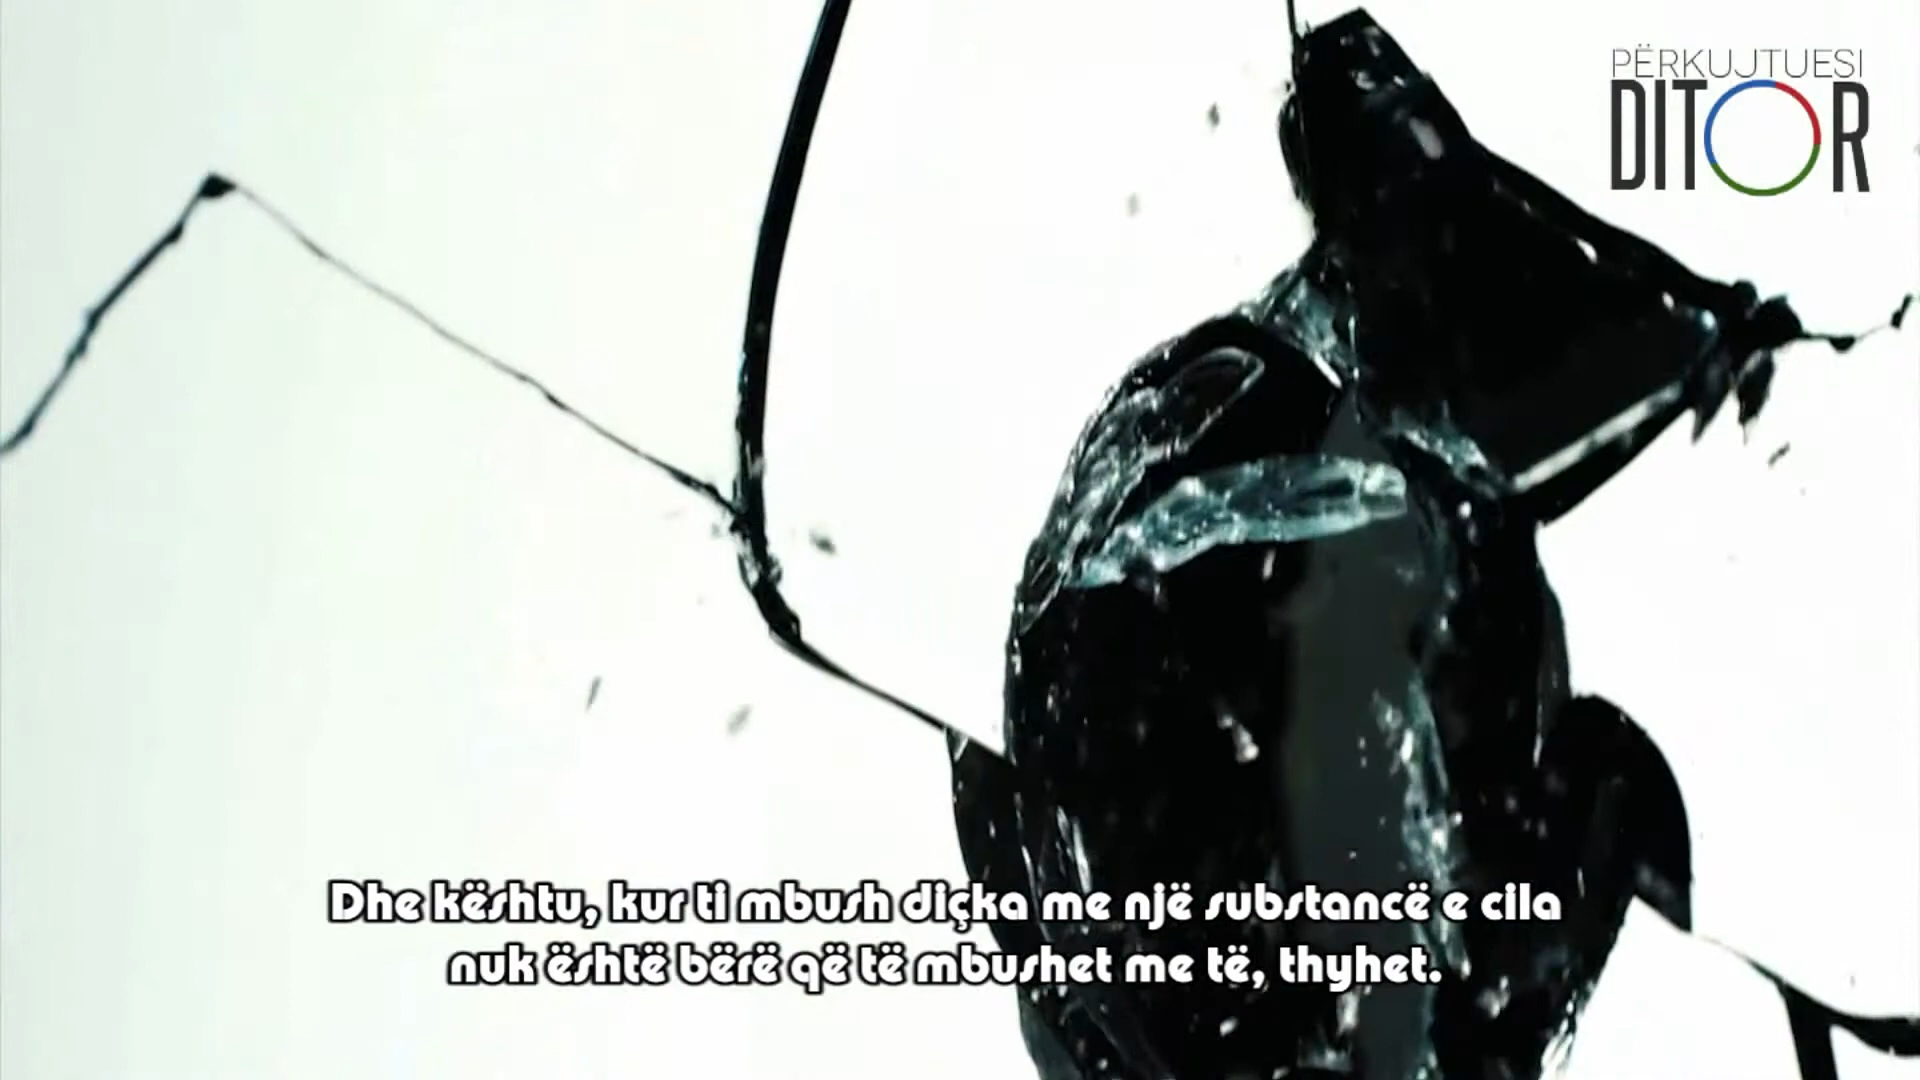 PËRKUJTUESI
DITOR
Dhe kështu, kur ti mbush diçka me një substancë e cila
nuk është bërë që të mbushet me të, thyhet.